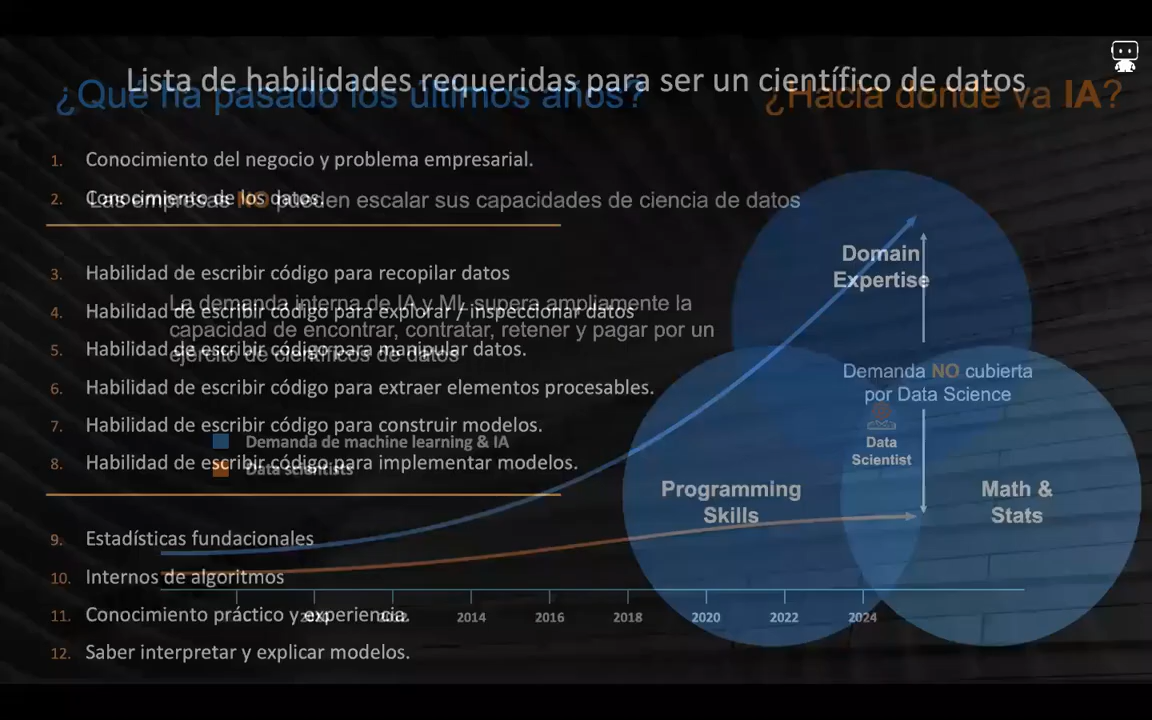 Lista de habilidades requeridas para ser un científico de datos
¿Qué ha pasado los últimos años?
¿Hacia dónde va IA?
1. Conocimiento del negocio y problema empresarial.
2. Conocimiento de los datos.
Las empresas NO pueden escalar sus capacidades de ciencia de datos
3. Habilidad de escribir código para recopilar datos
4. Habilidad de escribir código para explorar / inspeccionar datos
5. Habilidad de escribir código para manipular datos.
6. Habilidad de escribir código para extraer elementos procesables.
7. Habilidad de escribir código para construir modelos.
8. Habilidad de escribir código para implementar modelos.
La demanda interna de IA y ML supera ampliamente la
capacidad de encontrar, contratar, retener y pagar por un
ejército de científicos de datos
Demanda de machine learning & IA
Data scientists
9. Estadísticas fundacionales
10. Internos de algoritmos
11. Conocimiento práctico y experiencia.
12. Saber interpretar y explicar modelos.
Domain
Expertise
Demanda NO cubierta
por Data Science
Data
Scientist
Programming
Skills
Math &
Stats
2014 2016 2018 2020 2022 2024